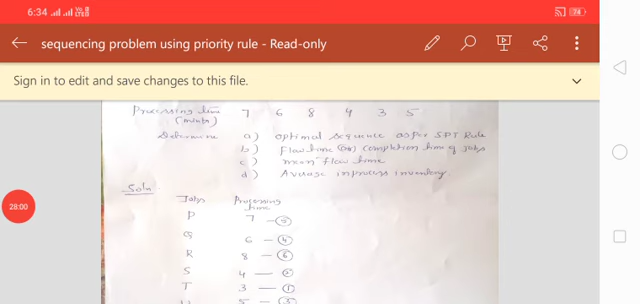 6:34
74
sequencing problem using priority rule - Read-only
Sign in to edit and save changes to this file.
Processing time 7 6 8 4 3 5
(minutes)
Determine a) optimal sequence as per SPT Rule
b) Flow time (or) completion time of jobs
c) mean flow time
d) Average inprocess inventory
Soln
Jobs Processing time
P 7 —
Q 6 — 4
R 8 — 6
S 4 — 2
T 3 — 1
U 5 — 3
28:00